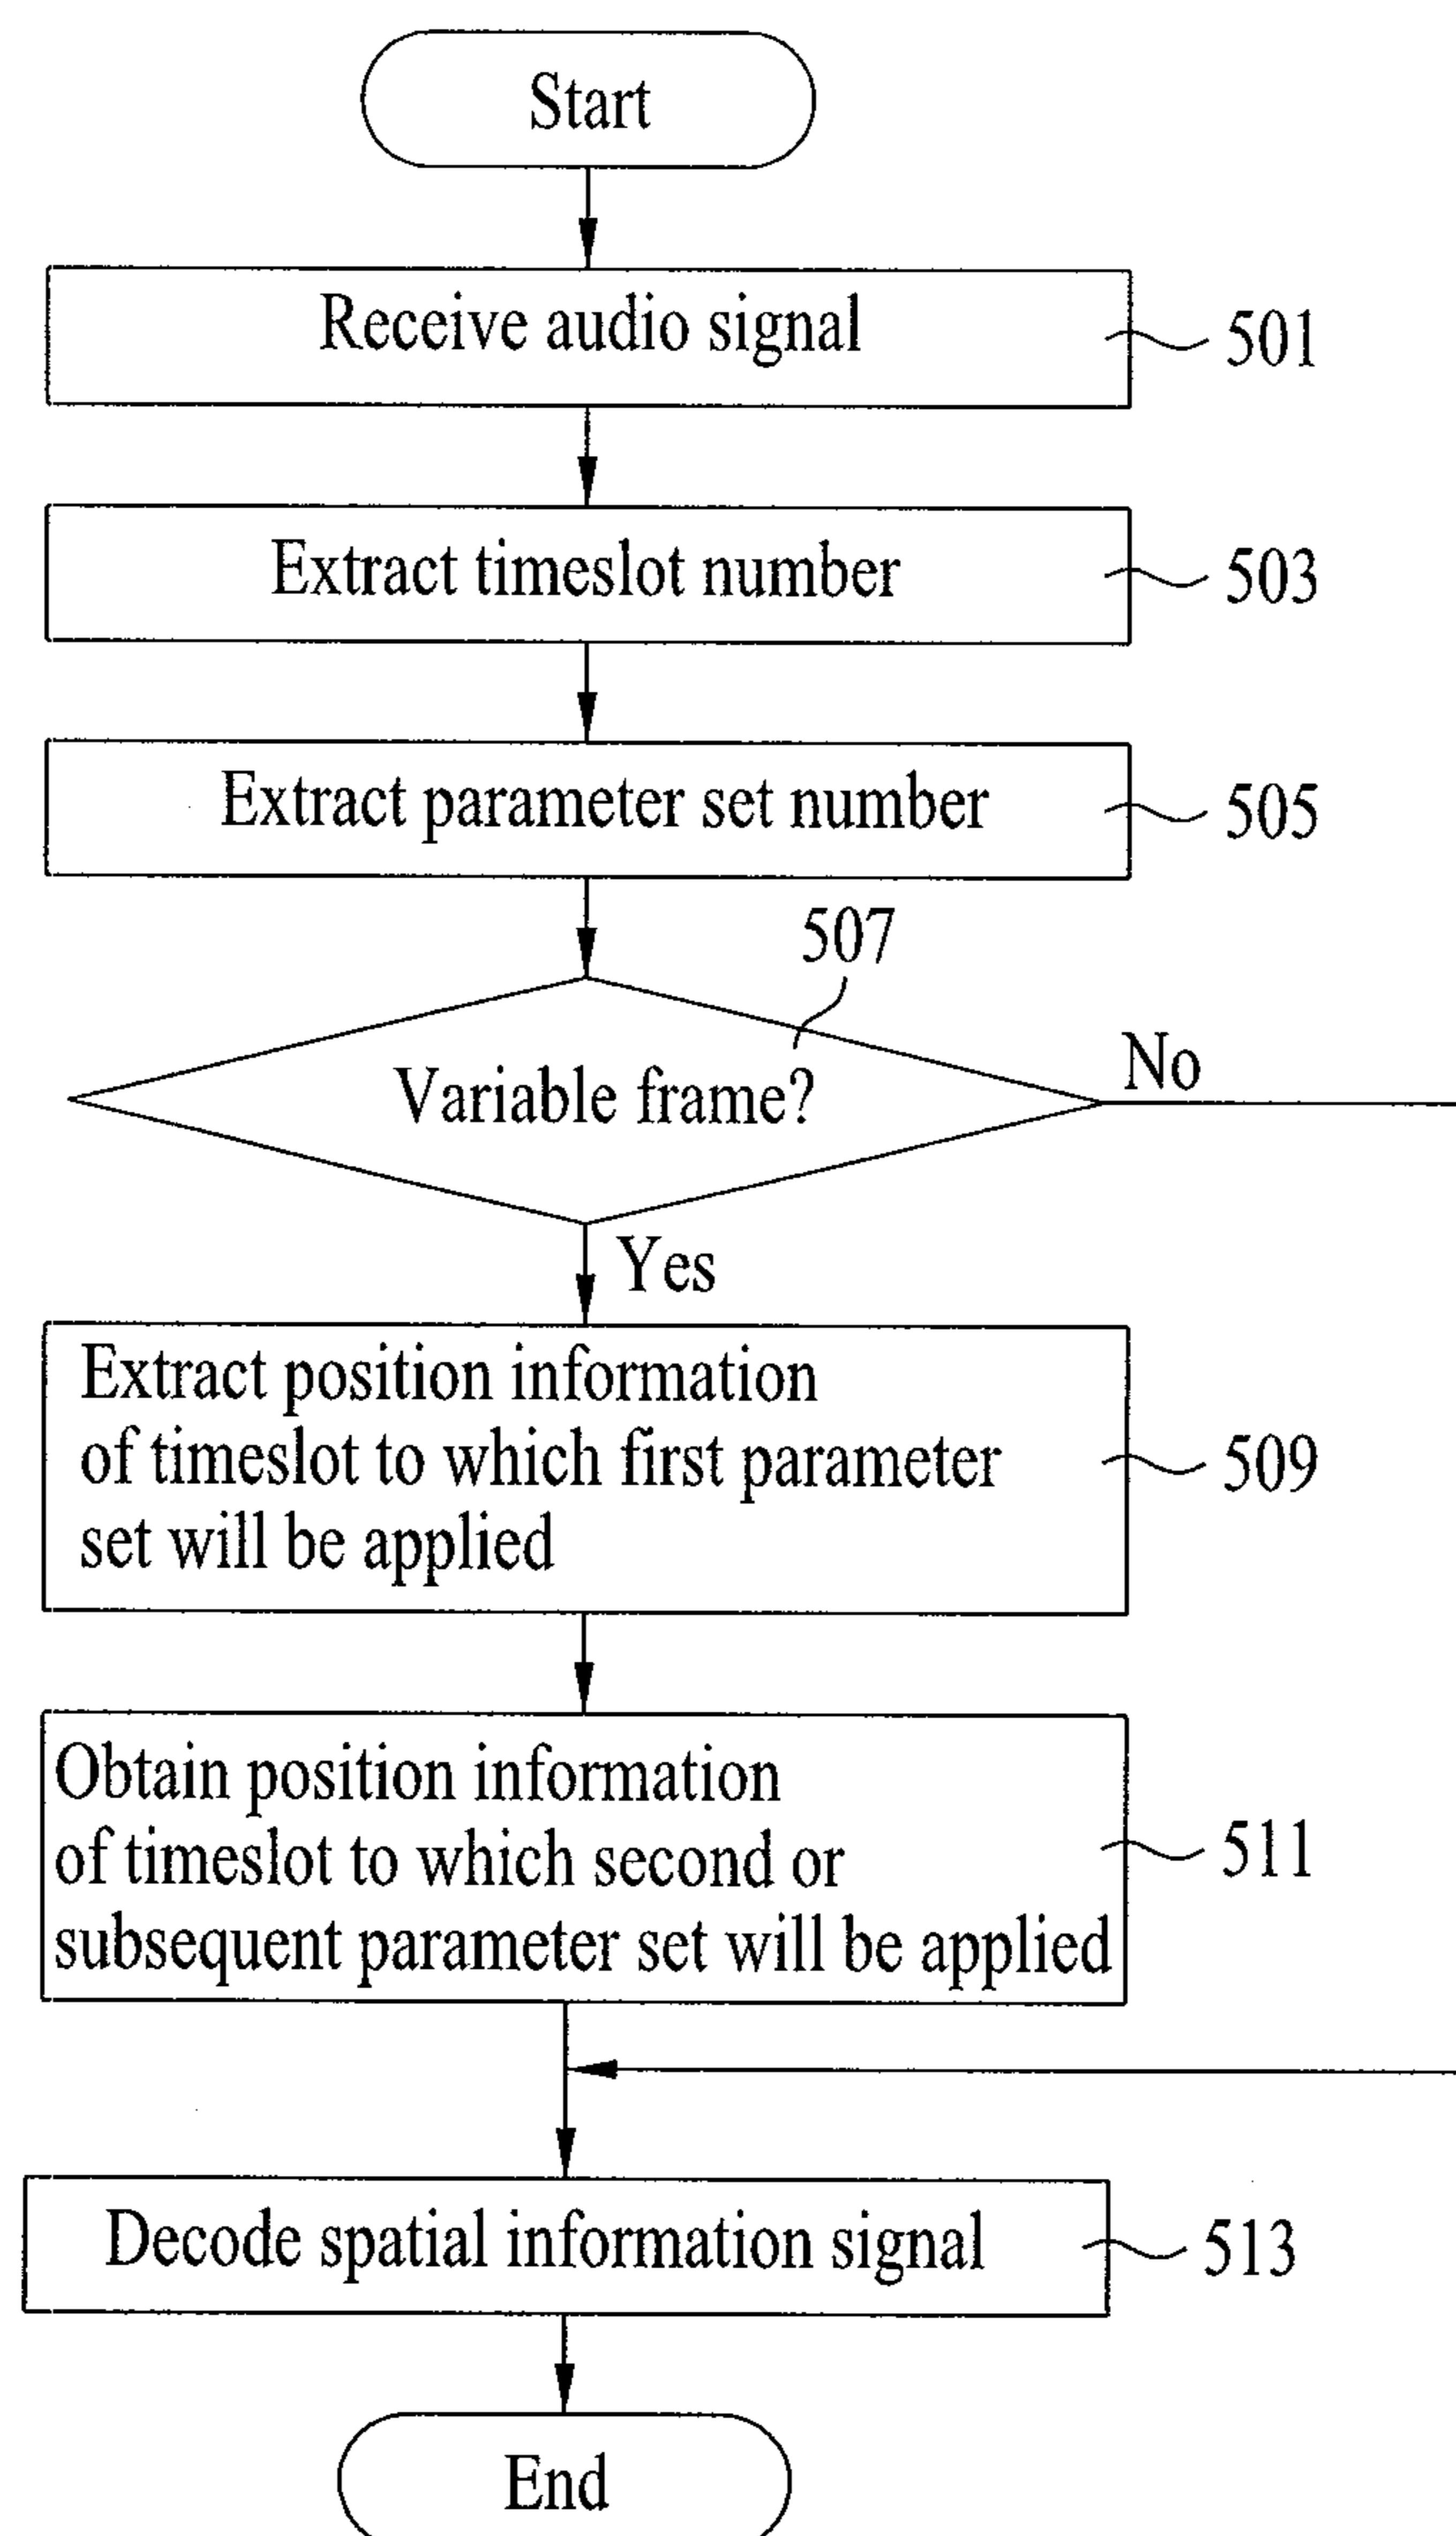 Start
Receive audio signal
501
Extract timeslot number
503
Extract parameter set number
505
507
Variable frame?
No
Yes
Extract position information
of timeslot to which first parameter
set will be applied
509
Obtain position information
of timeslot to which second or
subsequent parameter set will be applied
511
Decode spatial information signal
513
End